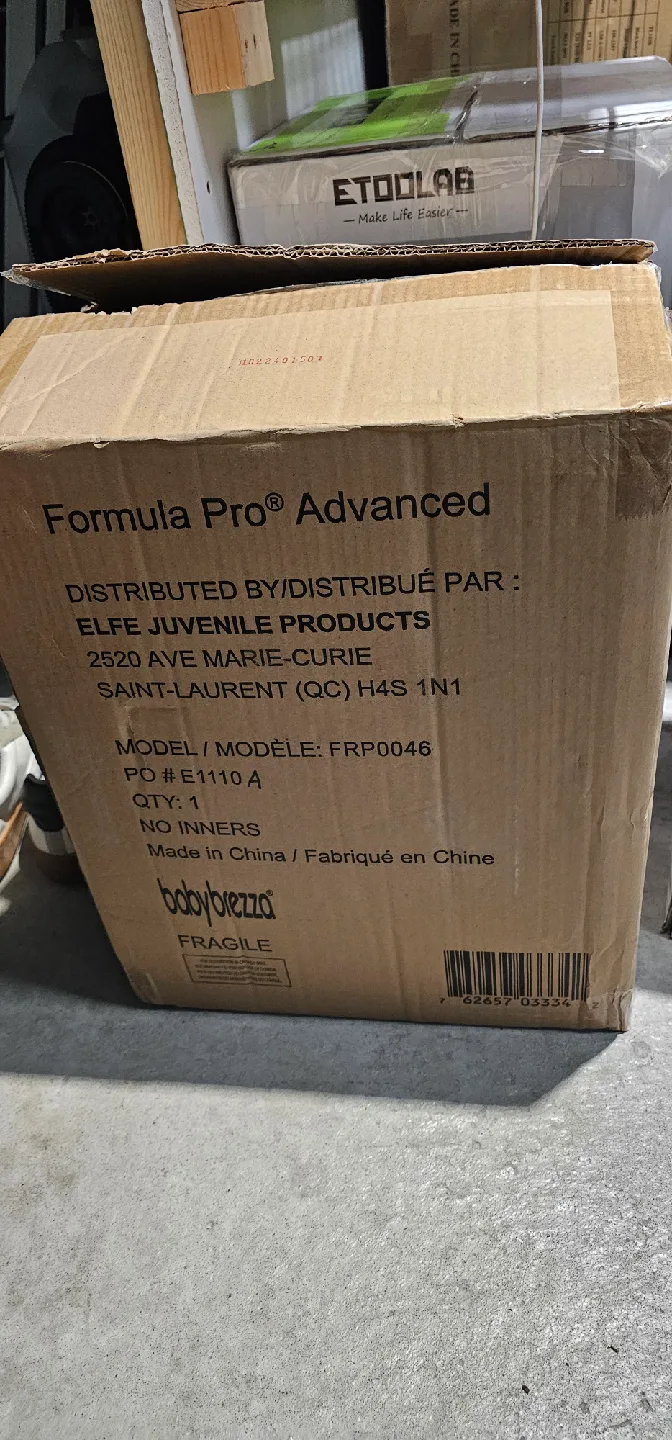 ETOOLAB
— Make Life Easier —
Formula Pro® Advanced
DISTRIBUTED BY/DISTRIBUÉ PAR :
ELFE JUVENILE PRODUCTS
2520 AVE MARIE-CURIE
SAINT-LAURENT (QC) H4S 1N1
MODEL / MODÈLE: FRP0046
PO # E1110 A
QTY: 1
NO INNERS
Made in China / Fabriqué en Chine
babybrezza®
FRAGILE
7 62657 03334 2